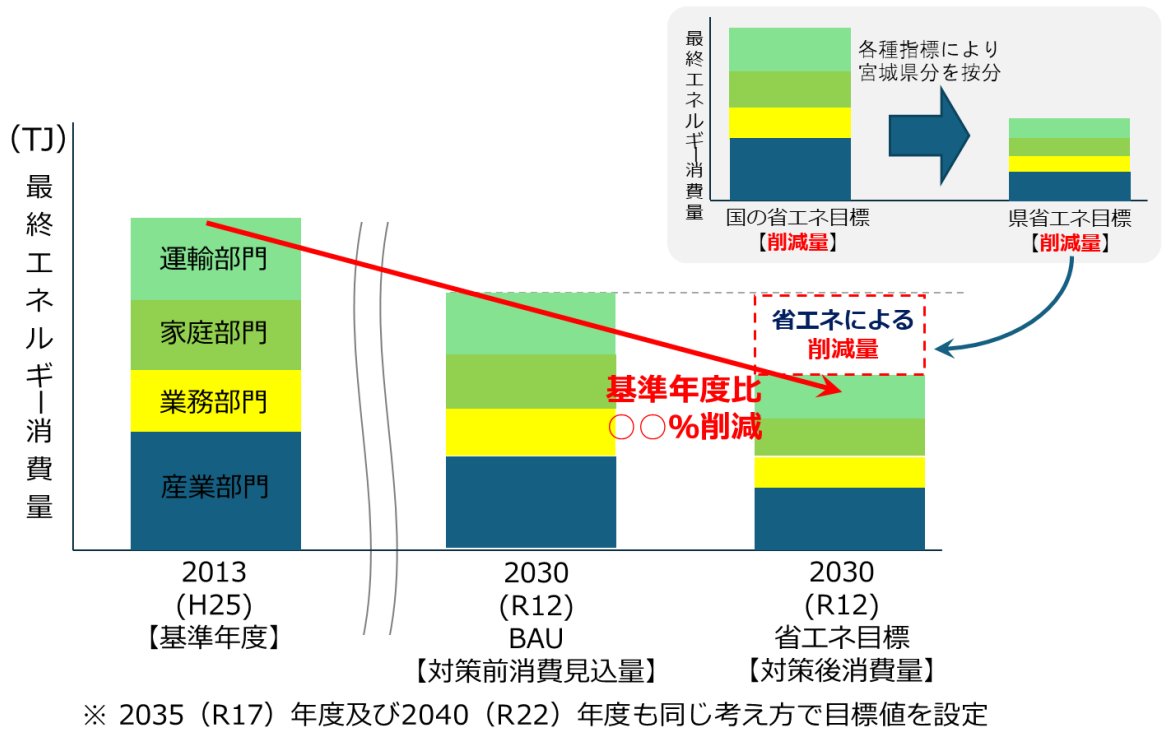 (TJ)
最終エネルギー消費量
運輸部門
家庭部門
業務部門
産業部門
2013
(H25)
【基準年度】
2030
(R12)
BAU
【対策前消費見込量】
基準年度比
○○%削減
省エネによる
削減量
2030
(R12)
省エネ目標
【対策後消費量】
最終エネルギー消費量
各種指標により
宮城県分を按分
国の省エネ目標
【削減量】
県省エネ目標
【削減量】
※ 2035（R17）年度及び2040（R22）年度も同じ考え方で目標値を設定